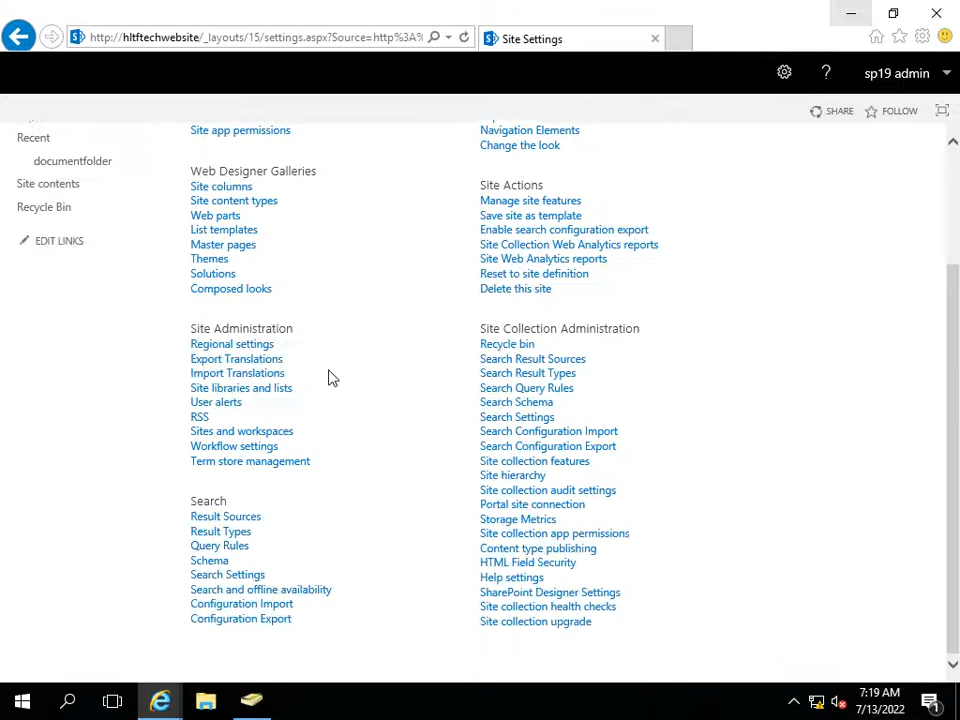 http://hltftechwebsite/_layouts/15/settings.aspx?Source=http%3A%
Site Settings
sp19 admin
SHARE
FOLLOW
Recent
documentfolder
Site contents
Recycle Bin
EDIT LINKS
Site app permissions
Web Designer Galleries
Site columns
Site content types
Web parts
List templates
Master pages
Themes
Solutions
Composed looks
Site Administration
Regional settings
Export Translations
Import Translations
Site libraries and lists
User alerts
RSS
Sites and workspaces
Workflow settings
Term store management
Search
Result Sources
Result Types
Query Rules
Schema
Search Settings
Search and offline availability
Configuration Import
Configuration Export
Navigation Elements
Change the look
Site Actions
Manage site features
Save site as template
Enable search configuration export
Site Collection Web Analytics reports
Site Web Analytics reports
Reset to site definition
Delete this site
Site Collection Administration
Recycle bin
Search Result Sources
Search Result Types
Search Query Rules
Search Schema
Search Settings
Search Configuration Import
Search Configuration Export
Site collection features
Site hierarchy
Site collection audit settings
Portal site connection
Storage Metrics
Site collection app permissions
Content type publishing
HTML Field Security
Help settings
SharePoint Designer Settings
Site collection health checks
Site collection upgrade
7:19 AM
7/13/2022
1